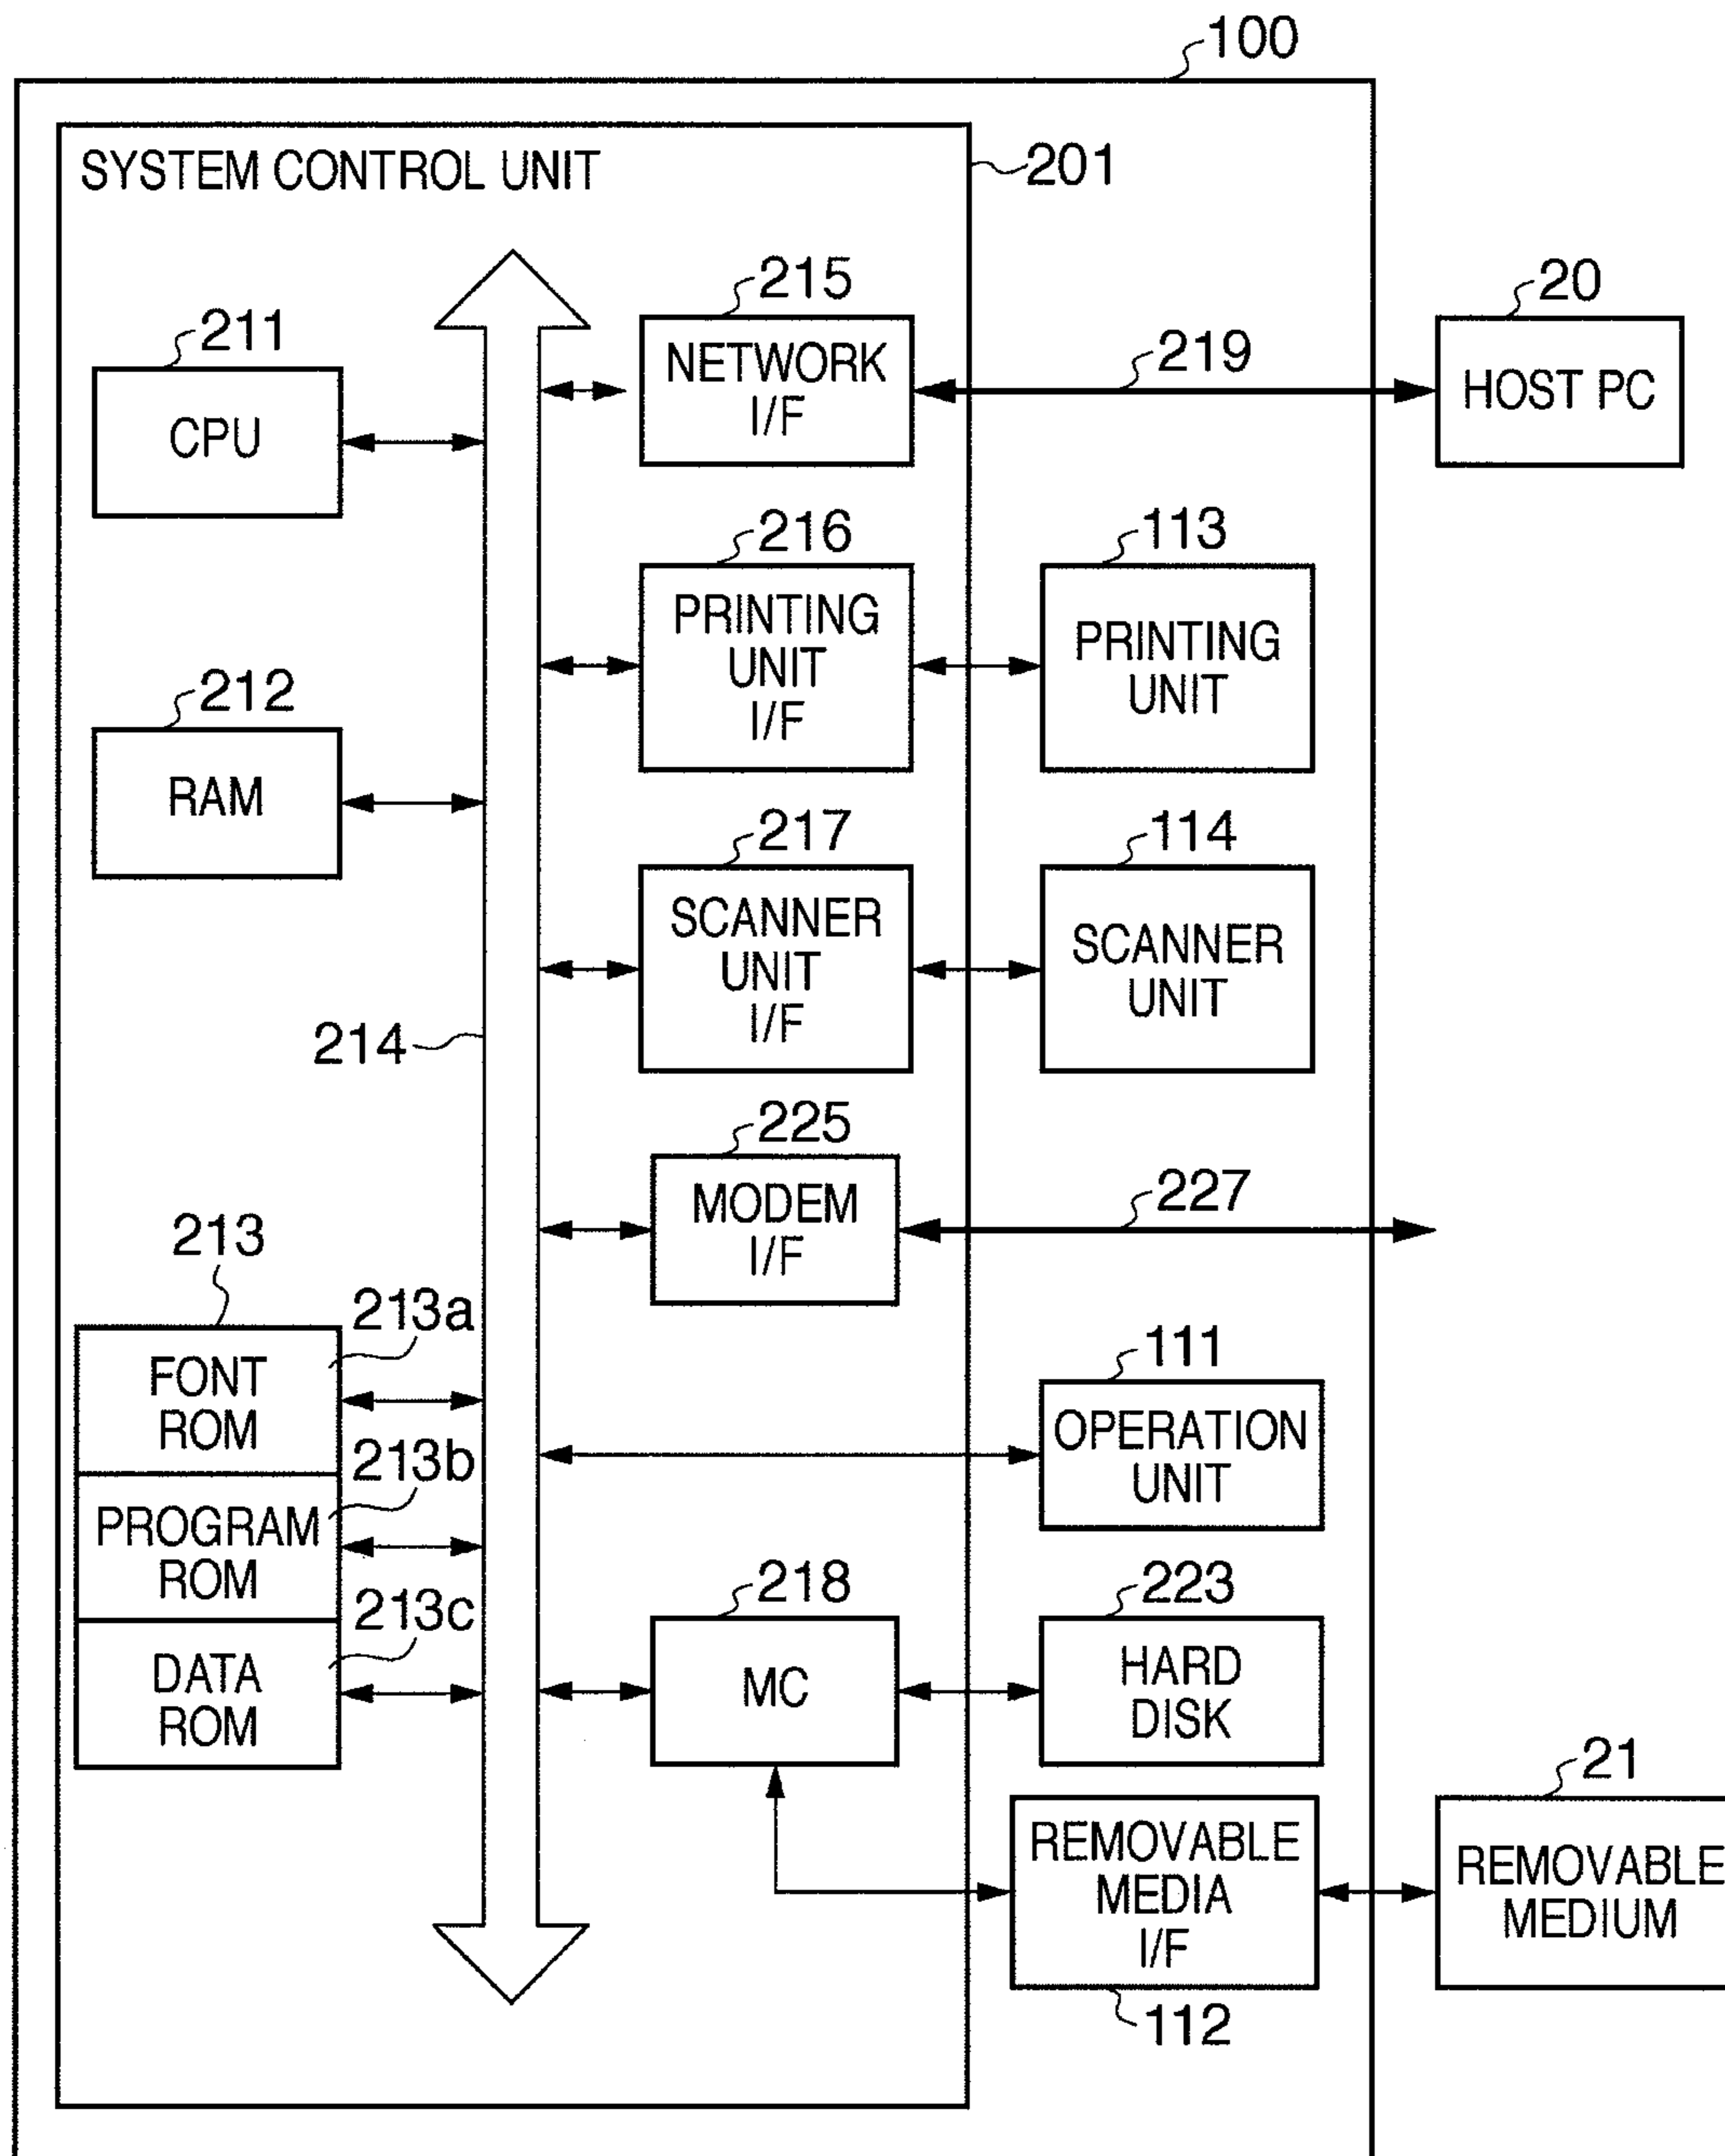 100
SYSTEM CONTROL UNIT
201
215
20
211
NETWORK
I/F
219
HOST PC
CPU
216
113
PRINTING
UNIT
I/F
PRINTING
UNIT
212
RAM
217
114
SCANNER
UNIT
I/F
SCANNER
UNIT
214
225
MODEM
I/F
227
213
213a
FONT
ROM
111
OPERATION
UNIT
213b
PROGRAM
ROM
218
223
213c
DATA
ROM
MC
HARD
DISK
21
REMOVABLE
MEDIA
I/F
REMOVABLE
MEDIUM
112